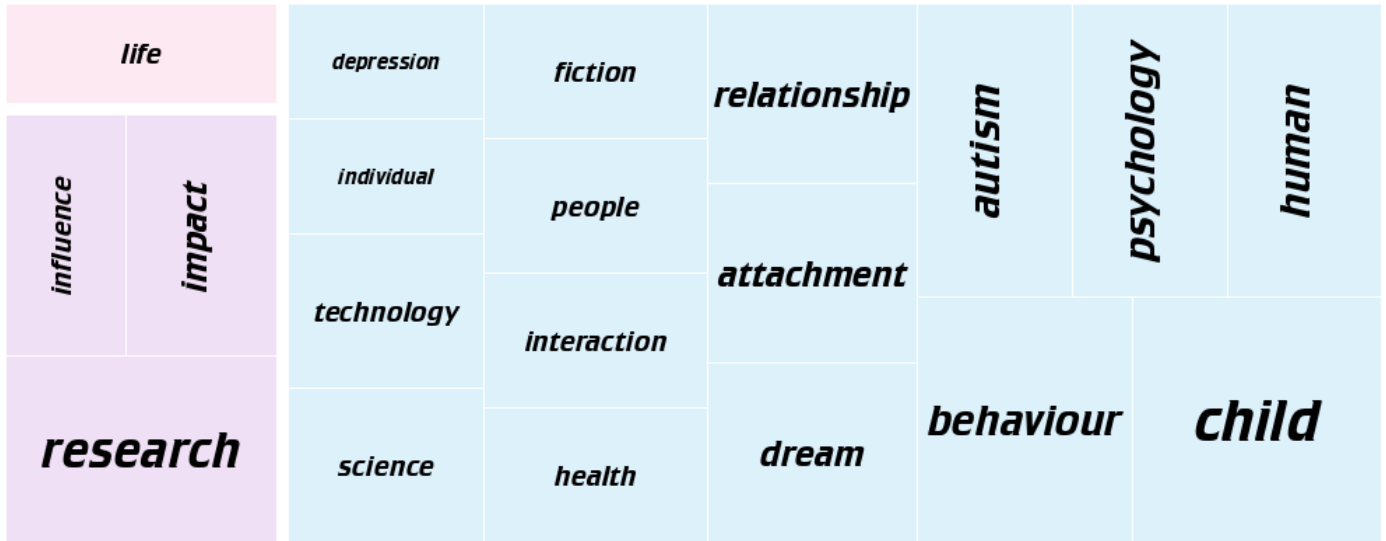 life
influence
impact
research
depression
individual
technology
science
fiction
people
interaction
health
relationship
attachment
dream
autism
psychology
human
behaviour
child